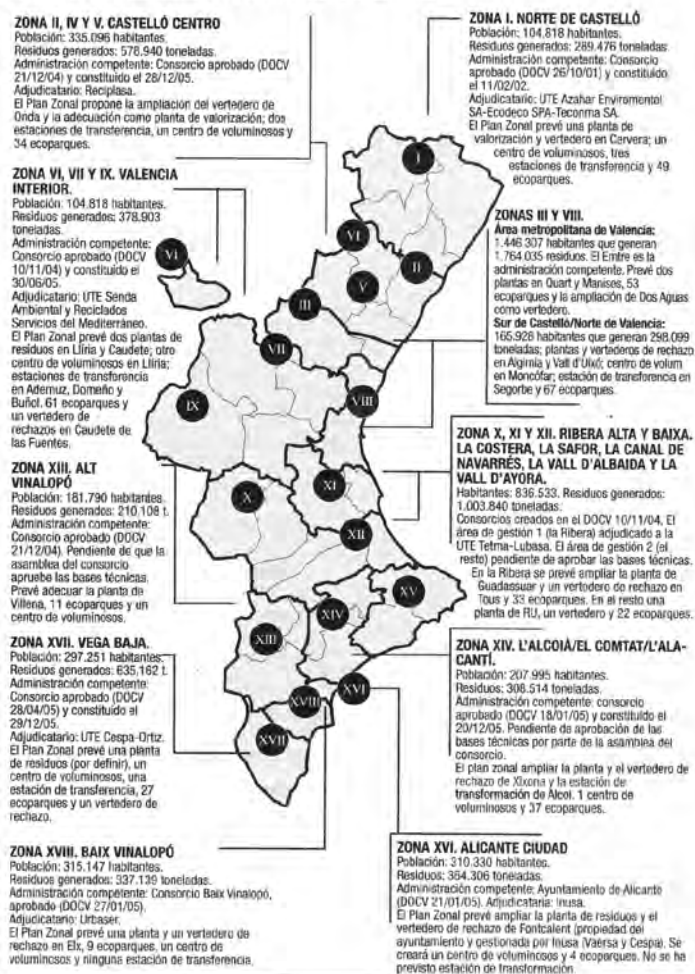 ZONA II, IV Y V. CASTELLÓ CENTRO
Población: 335.096 habitantes.
Residuos generados: 578.940 toneladas.
Administración competente: Consorcio aprobado (DOCV
21/12/04) y constituido el 28/12/05.
Adjudicatario: Reciplasa.
El Plan Zonal propone la ampliación del vertedero de
Onda y la adecuación como planta de valorización; dos
estaciones de transferencia, un centro de voluminosos y
34 ecoparques.
ZONA VI, VII Y IX. VALENCIA
INTERIOR.
Población: 104.818 habitantes.
Residuos generados: 378.903
toneladas.
Administración competente:
Consorcio aprobado (DOCV
10/11/04) y constituido el
30/06/05.
Adjudicatario: UTE Senda
Ambiental y Reciclados
Servicios del Mediterráneo.
El Plan Zonal prevé dos plantas de
residuos en Llíria y Caudete; otro
centro de voluminosos en Llíria;
estaciones de transferencia
en Ademuz, Domeño y
Buñol. 61 ecoparques y
un vertedero de
rechazos en Caudete de
las Fuentes.
ZONA XIII. ALT
VINALOPÓ
Población: 181.790 habitantes.
Residuos generados: 210.108 t.
Administración competente:
Consorcio aprobado (DOCV
21/12/04). Pendiente de que la
asamblea del consorcio
apruebe las bases técnicas.
Prevé adecuar la planta de
Villena, 11 ecoparques y un
centro de voluminosos.
ZONA XVII. VEGA BAJA.
Población: 297.251 habitantes.
Residuos generados: 635.162 t.
Administración competente:
Consorcio aprobado (DOCV
28/04/05) y constituido el
29/12/05.
Adjudicatario: UTE Cespa-Ortiz.
El Plan Zonal prevé una planta
de residuos (por definir), un
centro de voluminosos, una
estación de transferencia, 27
ecoparques y un vertedero de
rechazo.
ZONA XVIII. BAIX VINALOPÓ
Población: 315.147 habitantes.
Residuos generados: 337.139 toneladas.
Administración competente: Consorcio Baix Vinalopó,
aprobado (DOCV 27/01/05).
Adjudicatario: Urbaser.
El Plan Zonal prevé una planta y un vertedero de
rechazo en Elx, 9 ecoparques, un centro de
voluminosos y ninguna estación de transferencia.
ZONA I. NORTE DE CASTELLÓ
Población: 104.818 habitantes.
Residuos generados: 289.476 toneladas.
Administración competente: Consorcio
aprobado (DOCV 26/10/01) y constituido
el 11/02/02.
Adjudicatario: UTE Azahar Enviromental
SA-Ecodeco SPA-Teconma SA.
El Plan Zonal prevé una planta de
valorización y vertedero en Cervera; un
centro de voluminosos, tres
estaciones de transferencia y 49
ecoparques.
ZONAS III Y VIII.
Área metropolitana de Valencia:
1.446.307 habitantes que generan
1.764.035 residuos. El Emtre es la
administración competente. Prevé dos
plantas en Quart y Manises, 53
ecoparques y la ampliación de Dos Aguas
como vertedero.
Sur de Castelló/Norte de Valencia:
165.928 habitantes que generan 298.099
toneladas; plantas y vertederos de rechazo
en Algímia y Vall d'Uixó; centro de volum
en Moncófar; estación de transferencia en
Segorbe y 67 ecoparques.
ZONA X, XI Y XII. RIBERA ALTA Y BAIXA.
LA COSTERA, LA SAFOR, LA CANAL DE
NAVARRÉS, LA VALL D'ALBAIDA Y LA
VALL D'AYORA.
Habitantes: 836.533. Residuos generados:
1.003.840 toneladas.
Consorcios creados en el DOCV 10/11/04. El
área de gestión 1 (la Ribera) adjudicado a la
UTE Tetma-Lubasa. El área de gestión 2 (el
resto) pendiente de aprobar las bases técnicas.
En la Ribera se prevé ampliar la planta de
Guadassuar y un vertedero de rechazo en
Tous y 33 ecoparques. En el resto una
planta de RU, un vertedero y 22 ecoparques.
ZONA XIV. L'ALCOIÀ/EL COMTAT/L'ALA-
CANTÍ.
Población: 207.995 habitantes.
Residuos: 308.514 toneladas.
Administración competente: consorcio
aprobado (DOCV 18/01/05) y constituido el
20/12/05. Pendiente de aprobación de las
bases técnicas por parte de la asamblea del
consorcio.
El plan zonal ampliar la planta y el vertedero de
rechazo de Xixona y la estación de
transformación de Alcoi. 1 centro de
voluminosos y 37 ecoparques.
ZONA XVI. ALICANTE CIUDAD
Población: 310.330 habitantes.
Residuos: 364.306 toneladas.
Administración competente: Ayuntamiento de Alicante
(DOCV 21/01/05). Adjudicataria: Inusa.
El Plan Zonal prevé ampliar la planta de residuos y el
vertedero de rechazo de Fontcalent (propiedad del
ayuntamiento y gestionada por Inusa (Vaersa y Cespa). Se
creará un centro de voluminosos y 4 ecoparques. No se ha
previsto estación de transformación.
I
VI
VI
II
V
III
VII
VIII
IX
XI
X
XII
XV
XIV
XIII
XVI
XVIII
XVII